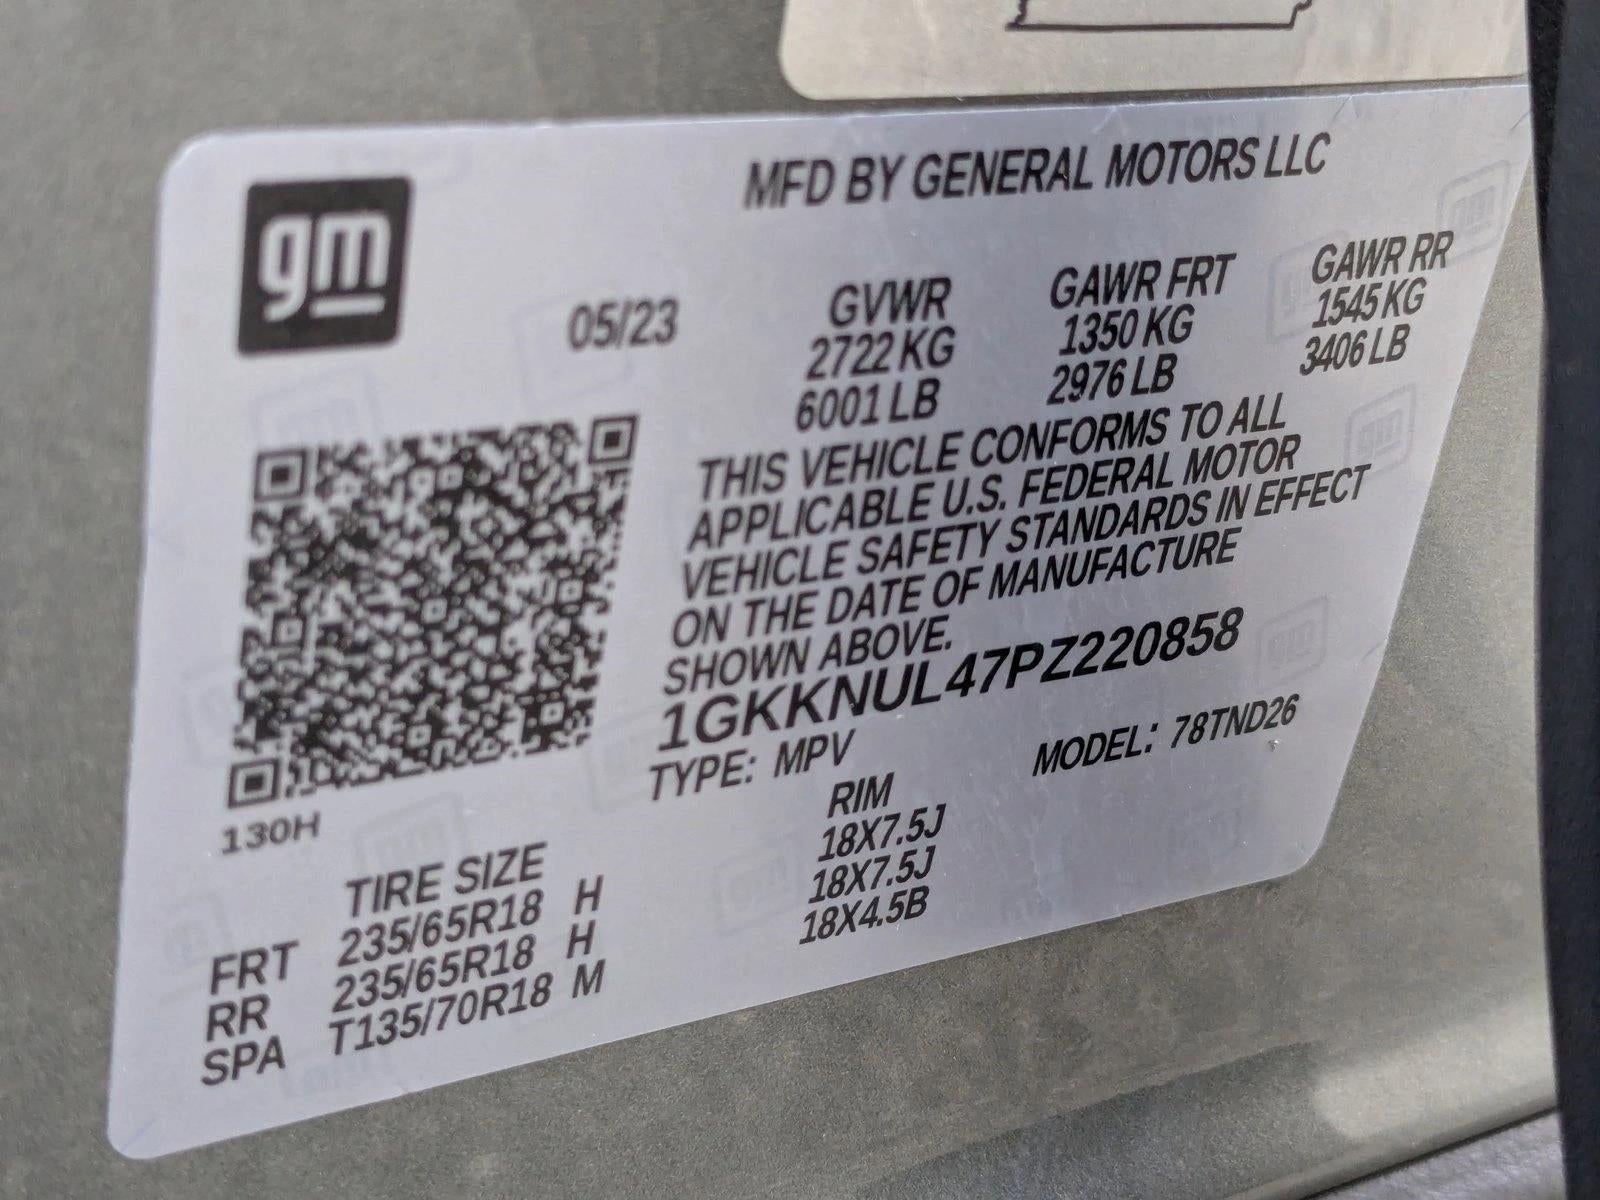 gm
MFD BY GENERAL MOTORS LLC
05/23
GVWR GAWR FRT GAWR RR
2722 KG 1350 KG 1545 KG
6001 LB 2976 LB 3406 LB
THIS VEHICLE CONFORMS TO ALL
APPLICABLE U.S. FEDERAL MOTOR
VEHICLE SAFETY STANDARDS IN EFFECT
ON THE DATE OF MANUFACTURE
SHOWN ABOVE.
1GKKNUL47PZ220858
TYPE: MPV MODEL: 78TND26
130H
TIRE SIZE RIM
FRT 235/65R18 H 18X7.5J
RR 235/65R18 H 18X7.5J
SPA T135/70R18 M 18X4.5B